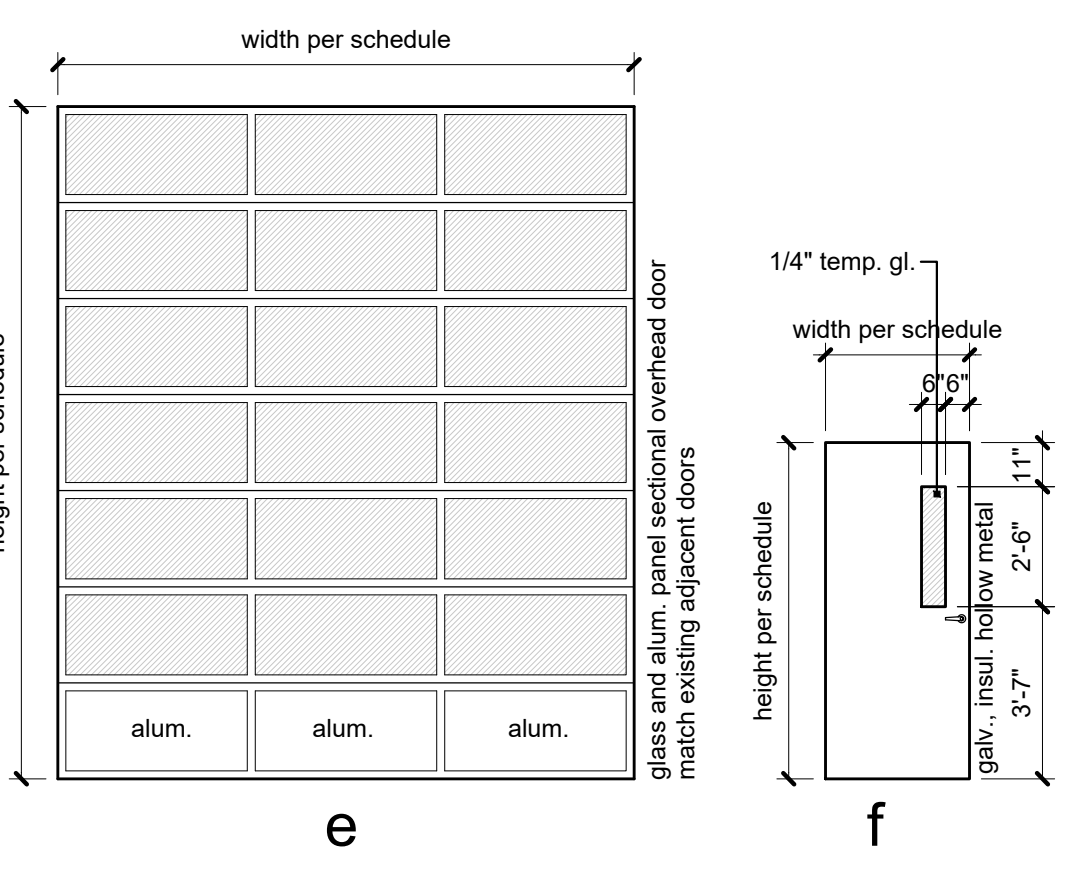 width per schedule
height per schedule
alum.
alum.
alum.
glass and alum. panel sectional overhead door
match existing adjacent doors
e
1/4" temp. gl.
width per schedule
6"
6"
height per schedule
galv., insul. hollow metal
11"
2'-6"
3'-7"
f